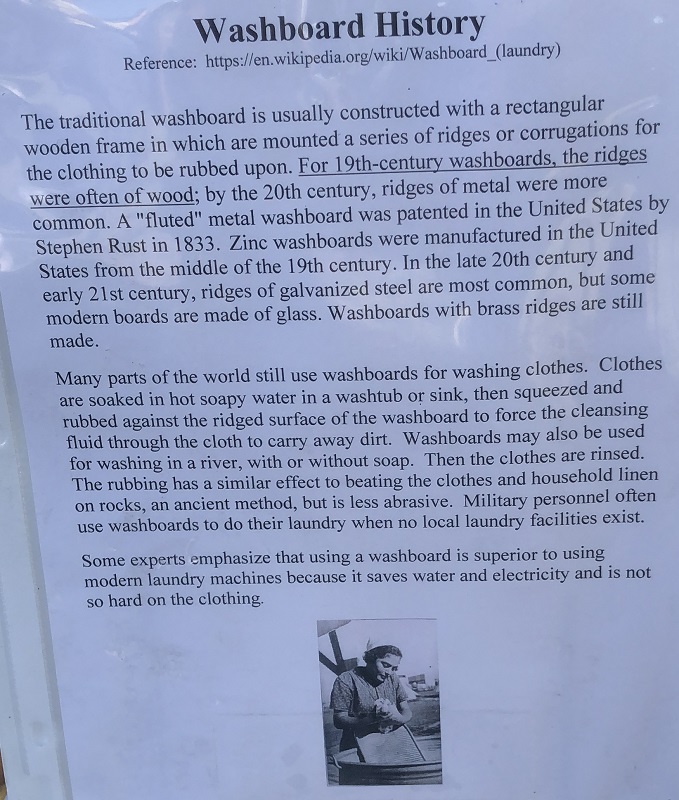 Washboard History
Reference: https://en.wikipedia.org/wiki/Washboard_(laundry)
The traditional washboard is usually constructed with a rectangular
wooden frame in which are mounted a series of ridges or corrugations for
the clothing to be rubbed upon. For 19th-century washboards, the ridges
were often of wood; by the 20th century, ridges of metal were more
common. A "fluted" metal washboard was patented in the United States by
Stephen Rust in 1833. Zinc washboards were manufactured in the United
States from the middle of the 19th century. In the late 20th century and
early 21st century, ridges of galvanized steel are most common, but some
modern boards are made of glass. Washboards with brass ridges are still
made.
Many parts of the world still use washboards for washing clothes. Clothes
are soaked in hot soapy water in a washtub or sink, then squeezed and
rubbed against the ridged surface of the washboard to force the cleansing
fluid through the cloth to carry away dirt. Washboards may also be used
for washing in a river, with or without soap. Then the clothes are rinsed.
The rubbing has a similar effect to beating the clothes and household linen
on rocks, an ancient method, but is less abrasive. Military personnel often
use washboards to do their laundry when no local laundry facilities exist.
Some experts emphasize that using a washboard is superior to using
modern laundry machines because it saves water and electricity and is not
so hard on the clothing.